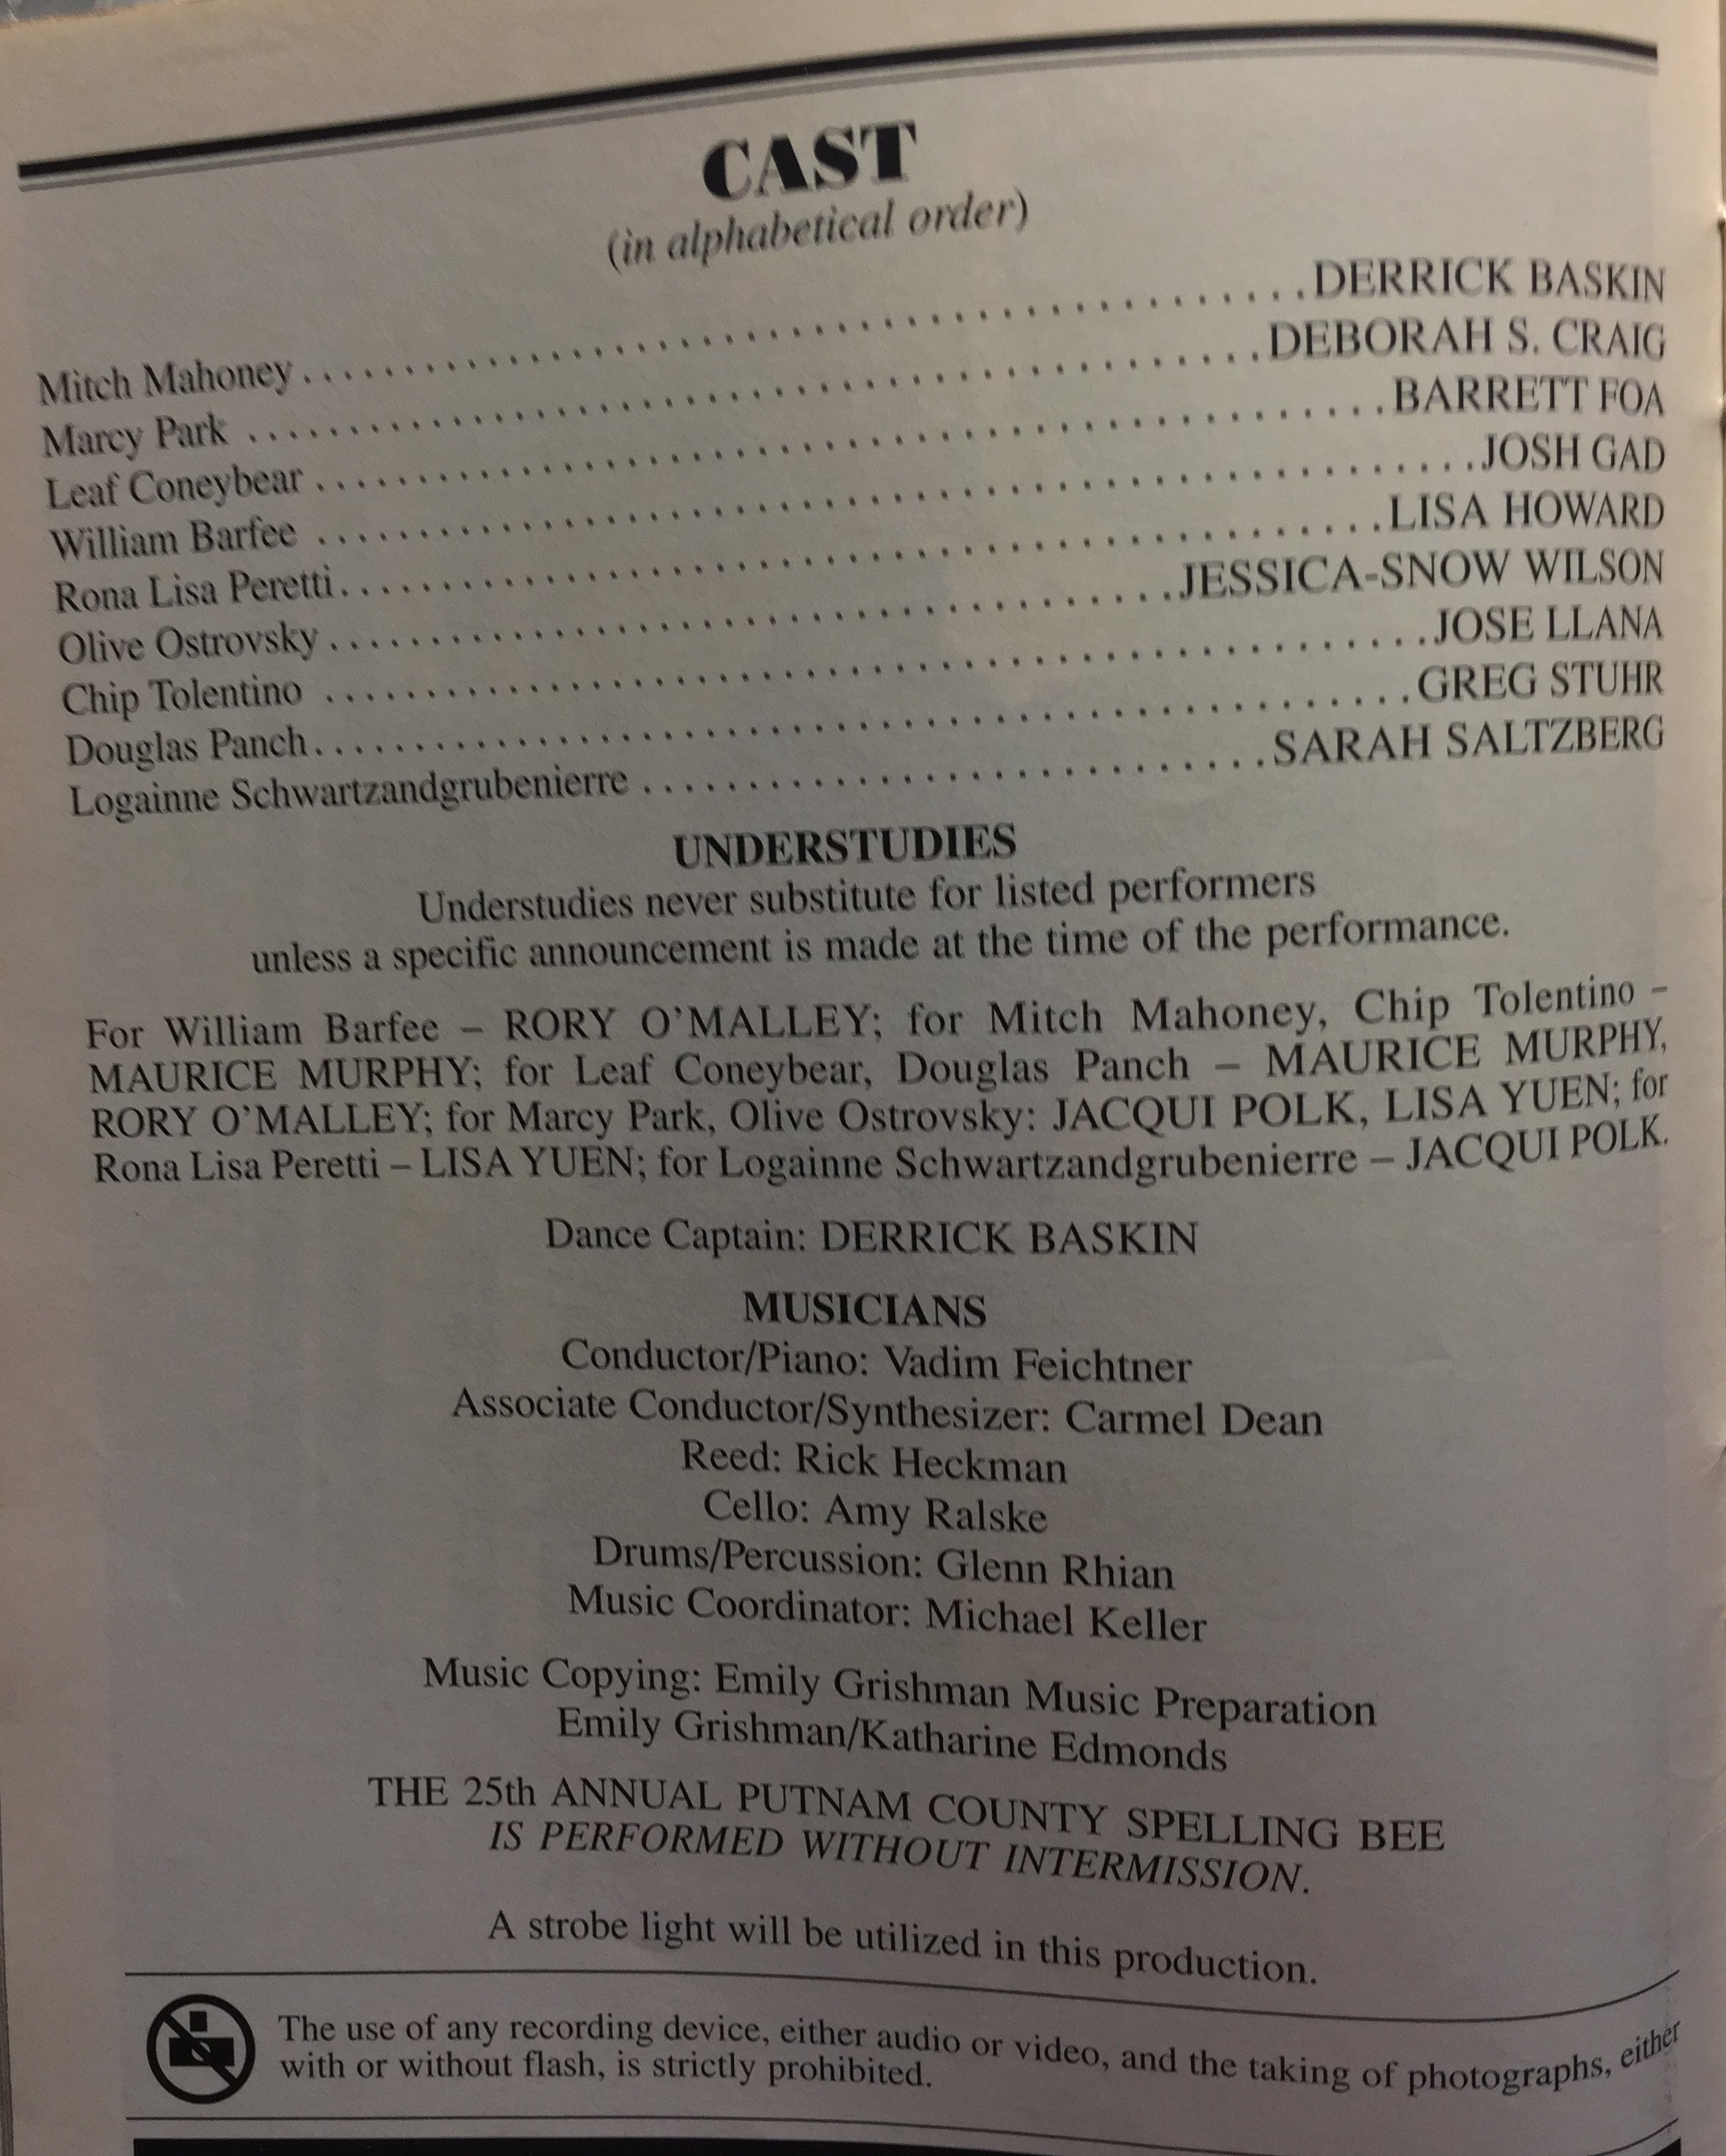 CAST
(in alphabetical order)
Mitch Mahoney . . . . . . . . . . . . . . . . . . . . . . . . . . . . . . . . . . . . . . . . . . . . . . . . . DERRICK BASKIN
Marcy Park . . . . . . . . . . . . . . . . . . . . . . . . . . . . . . . . . . . . . . . . . . . . . . . . . DEBORAH S. CRAIG
Leaf Coneybear . . . . . . . . . . . . . . . . . . . . . . . . . . . . . . . . . . . . . . . . . . . . . . . . . . . . BARRETT FOA
William Barfee . . . . . . . . . . . . . . . . . . . . . . . . . . . . . . . . . . . . . . . . . . . . . . . . . . . . . . . . JOSH GAD
Rona Lisa Peretti . . . . . . . . . . . . . . . . . . . . . . . . . . . . . . . . . . . . . . . . . . . . . . . . . . . LISA HOWARD
Olive Ostrovsky . . . . . . . . . . . . . . . . . . . . . . . . . . . . . . . . . . . . . . . . . JESSICA-SNOW WILSON
Chip Tolentino . . . . . . . . . . . . . . . . . . . . . . . . . . . . . . . . . . . . . . . . . . . . . . . . . . . . . JOSE LLANA
Douglas Panch . . . . . . . . . . . . . . . . . . . . . . . . . . . . . . . . . . . . . . . . . . . . . . . . . . . . . GREG STUHR
Logainne Schwartzandgrubenierre . . . . . . . . . . . . . . . . . . . . . . . . . . . . . . SARAH SALTZBERG
UNDERSTUDIES
Understudies never substitute for listed performers
unless a specific announcement is made at the time of the performance.
For William Barfee – RORY O'MALLEY; for Mitch Mahoney, Chip Tolentino –
MAURICE MURPHY; for Leaf Coneybear, Douglas Panch – MAURICE MURPHY,
RORY O'MALLEY; for Marcy Park, Olive Ostrovsky: JACQUI POLK, LISA YUEN; for
Rona Lisa Peretti – LISA YUEN; for Logainne Schwartzandgrubenierre – JACQUI POLK.
Dance Captain: DERRICK BASKIN
MUSICIANS
Conductor/Piano: Vadim Feichtner
Associate Conductor/Synthesizer: Carmel Dean
Reed: Rick Heckman
Cello: Amy Ralske
Drums/Percussion: Glenn Rhian
Music Coordinator: Michael Keller
Music Copying: Emily Grishman Music Preparation
Emily Grishman/Katharine Edmonds
THE 25th ANNUAL PUTNAM COUNTY SPELLING BEE
IS PERFORMED WITHOUT INTERMISSION.
A strobe light will be utilized in this production.
The use of any recording device, either audio or video, and the taking of photographs, either
with or without flash, is strictly prohibited.